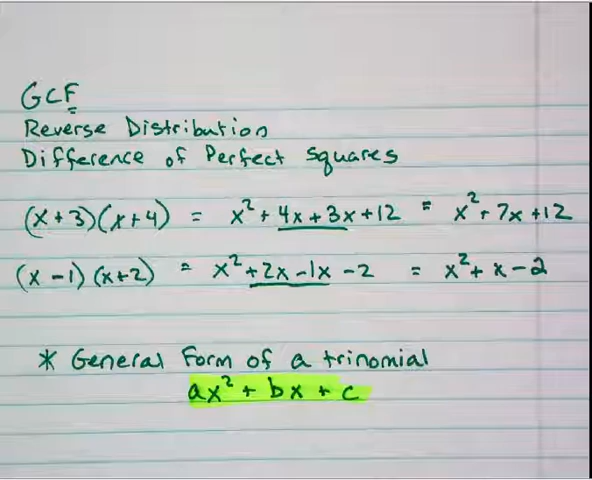 GCF
Reverse Distribution
Difference of Perfect Squares
(x+3)(x+4) = x² + 4x + 3x + 12 = x² + 7x + 12
(x - 1)(x+2) = x² + 2x - 1x - 2 = x² + x - 2
* General form of a trinomial
ax² + bx + c